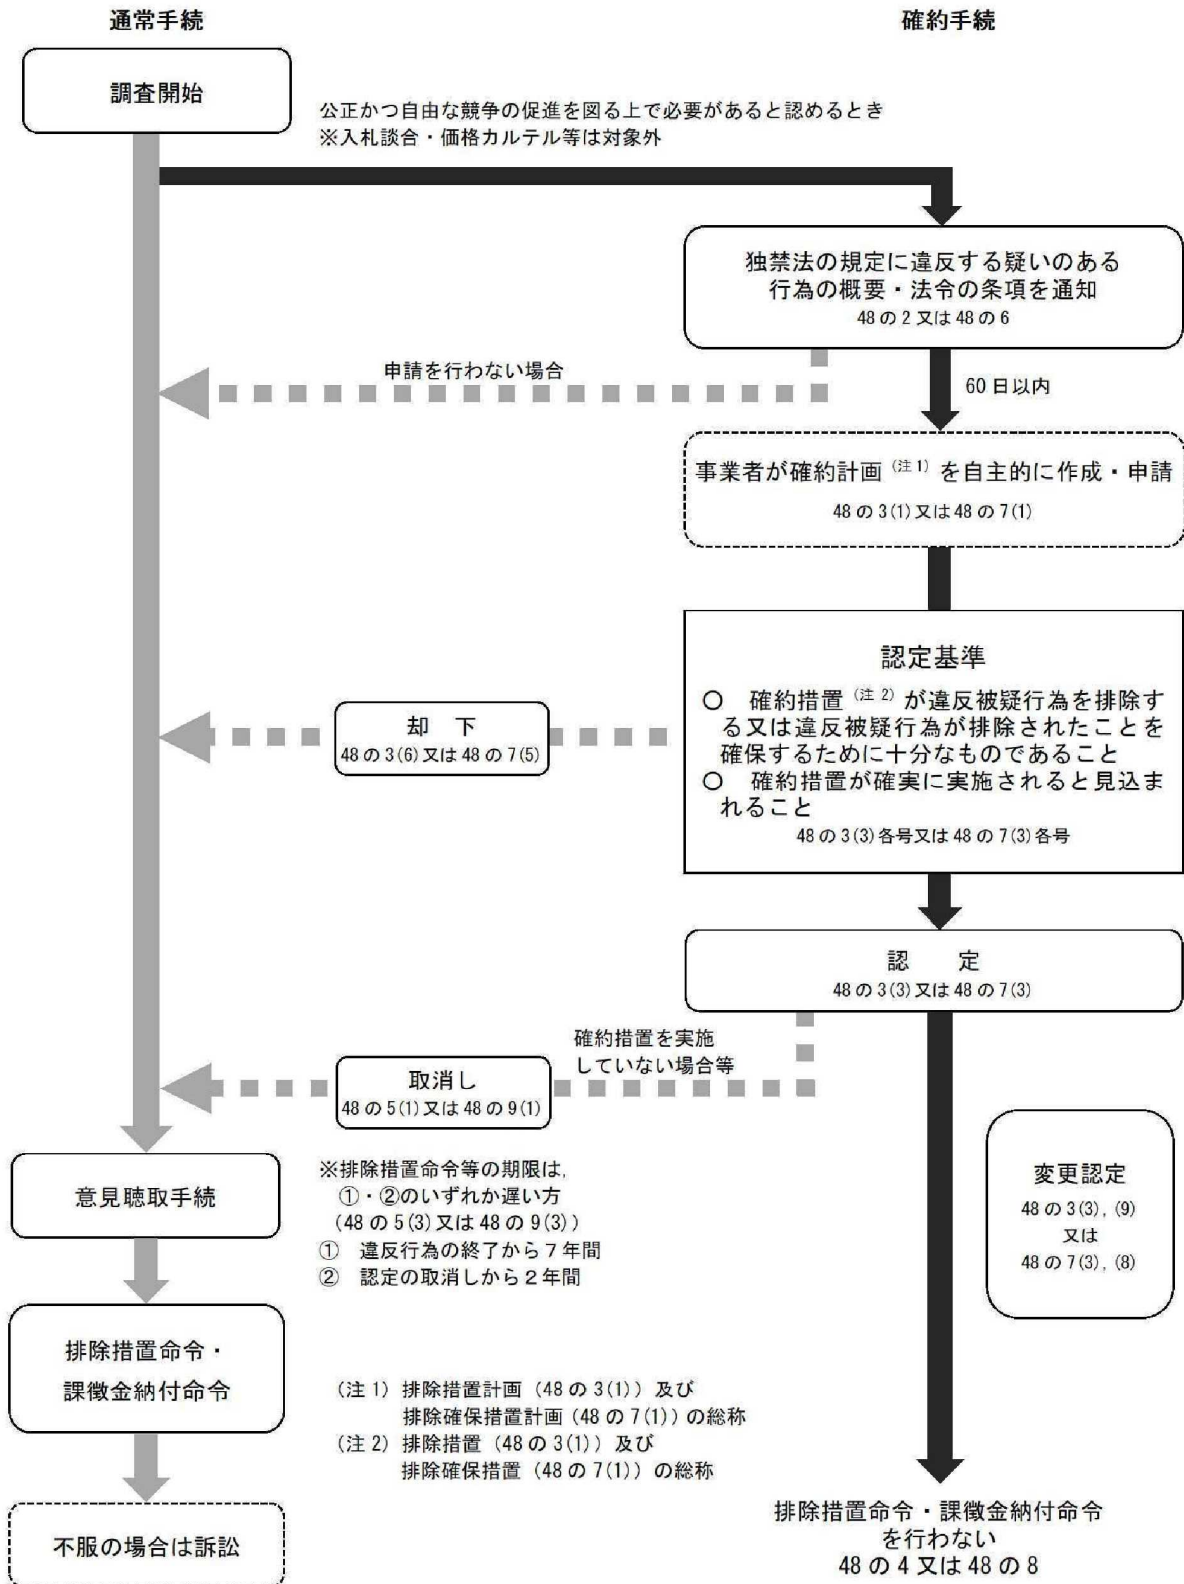 通常手続
確約手続
調査開始
公正かつ自由な競争の促進を図る上で必要があると認めるとき
※入札談合・価格カルテル等は対象外
独禁法の規定に違反する疑いのある
行為の概要・法令の条項を通知
48の2又は48の6
申請を行わない場合
60日以内
事業者が確約計画(注1)を自主的に作成・申請
48の3(1)又は48の7(1)
認定基準
○ 確約措置(注2)が違反被疑行為を排除す
る又は違反被疑行為が排除されたことを
確保するために十分なものであること
○ 確約措置が確実に実施されると見込ま
れること
48の3(3)各号又は48の7(3)各号
却 下
48の3(6)又は48の7(5)
認 定
48の3(3)又は48の7(3)
確約措置を実施
していない場合等
取消し
48の5(1)又は48の9(1)
変更認定
48の3(3),(9)
又は
48の7(3),(8)
意見聴取手続
※排除措置命令等の期限は,
①・②のいずれか遅い方
(48の5(3)又は48の9(3))
① 違反行為の終了から7年間
② 認定の取消しから2年間
排除措置命令・
課徴金納付命令
(注1) 排除措置計画(48の3(1))及び
排除確保措置計画(48の7(1))の総称
(注2) 排除措置(48の3(1))及び
排除確保措置(48の7(1))の総称
不服の場合は訴訟
排除措置命令・課徴金納付命令
を行わない
48の4又は48の8